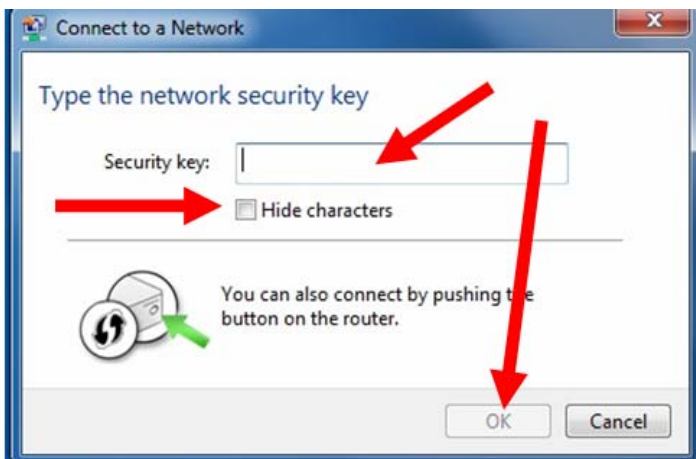 Connect to a Network
Type the network security key
Security key:
Hide characters
You can also connect by pushing the
button on the router.
OK Cancel